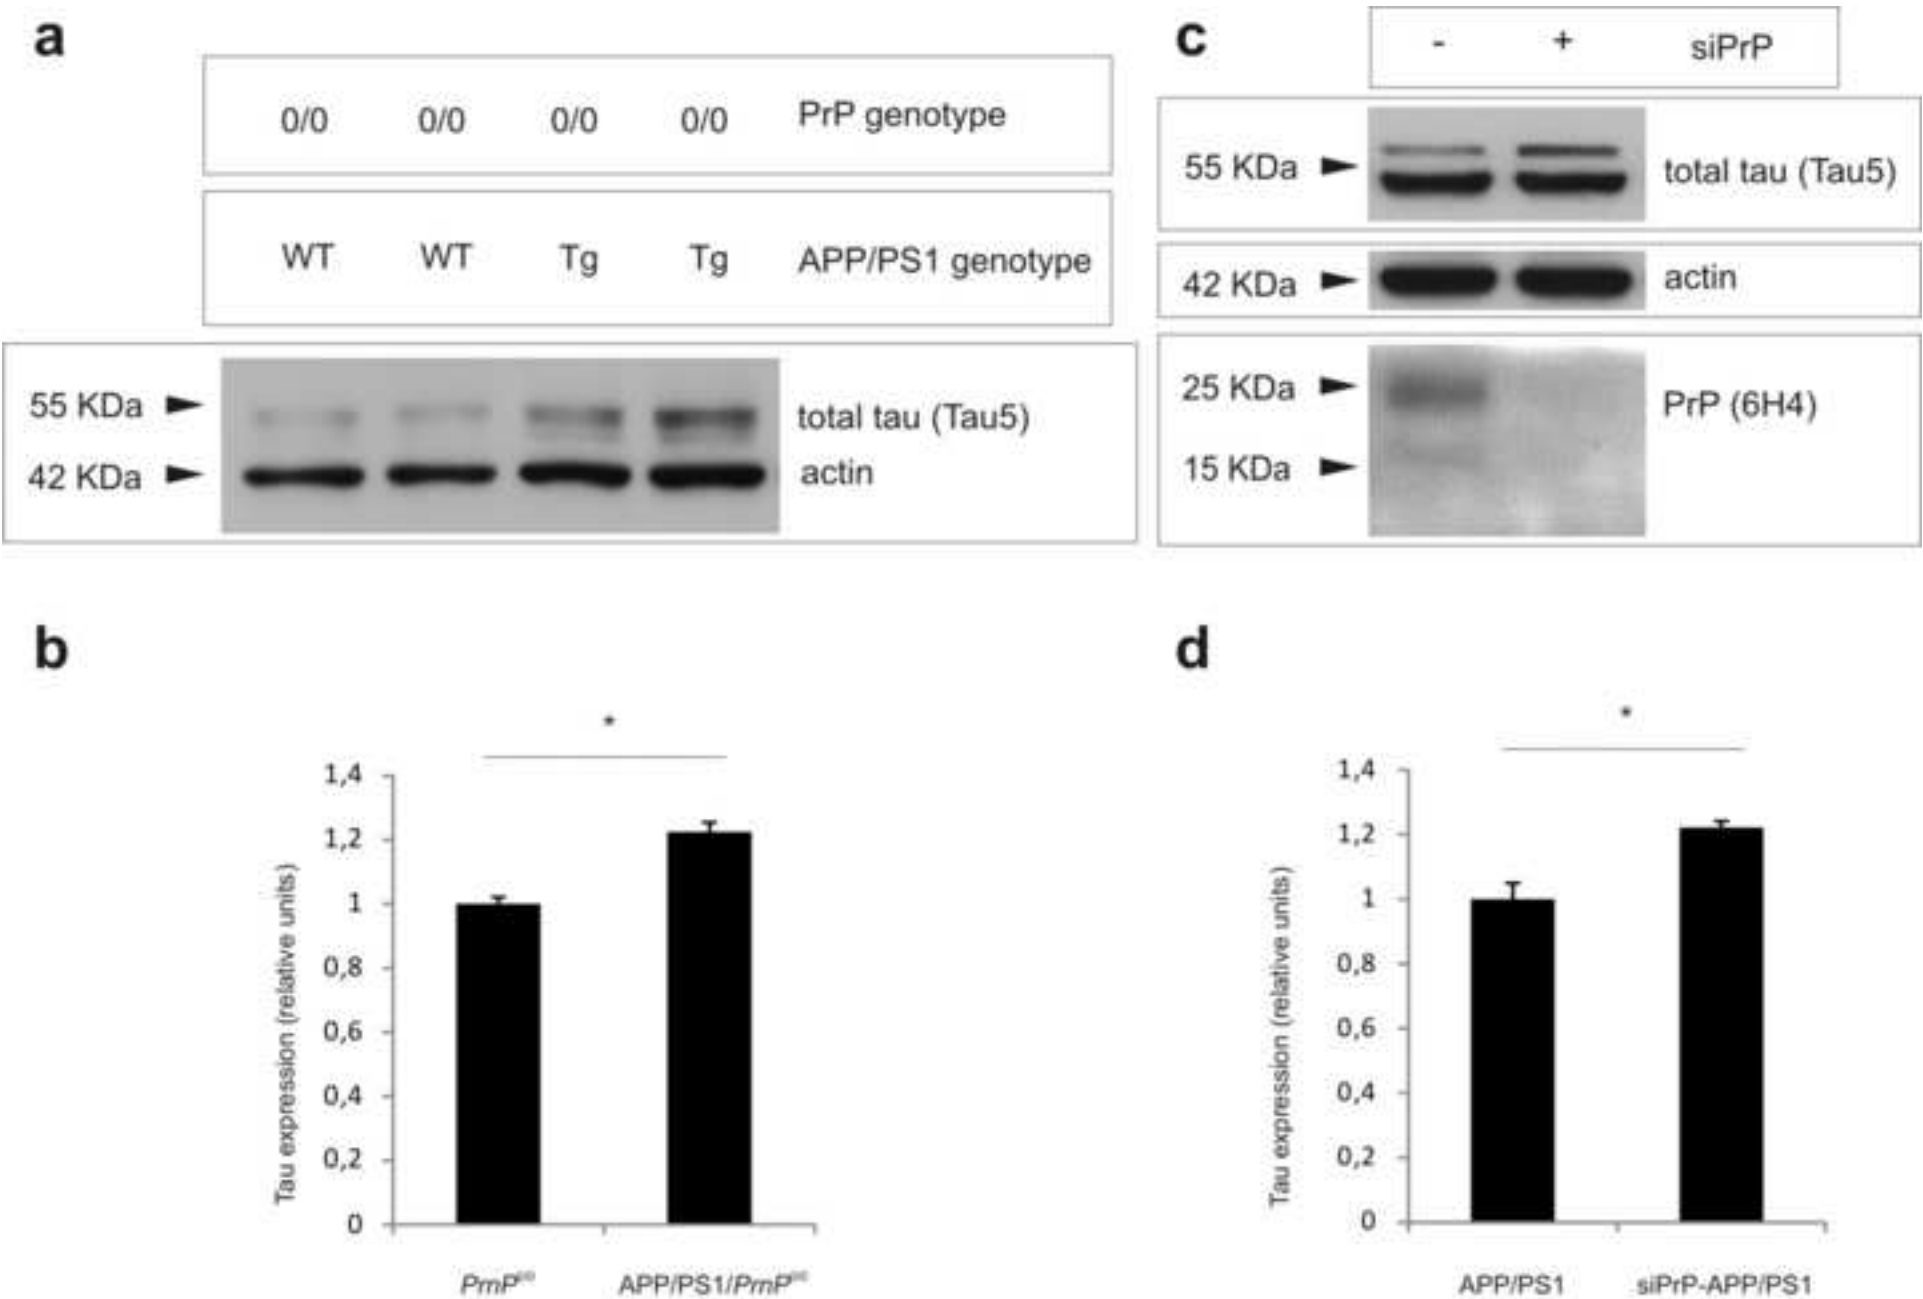 a
0/0 0/0 0/0 0/0 PrP genotype
WT WT Tg Tg APP/PS1 genotype
55 KDa total tau (Tau5)
42 KDa actin
c
- + siPrP
55 KDa total tau (Tau5)
42 KDa actin
25 KDa PrP (6H4)
15 KDa
b
*
1,4
1,2
1
0,8
0,6
0,4
0,2
0
Tau expression (relative units)
PrnP APP/PS1/PrnP
d
*
1,4
1,2
1
0,8
0,6
0,4
0,2
0
Tau expression (relative units)
APP/PS1 siPrP-APP/PS1